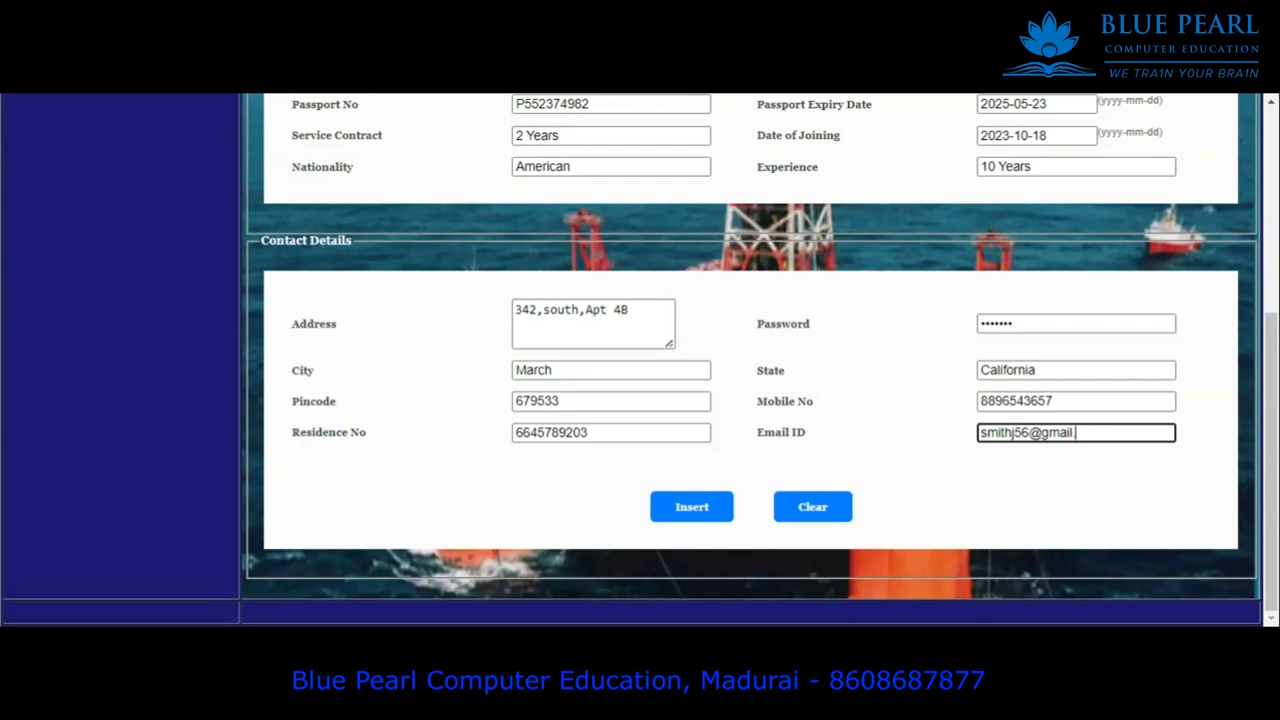 BLUE PEARL
COMPUTER EDUCATION
WE TRAIN YOUR BRAIN
Passport No P552374982 Passport Expiry Date 2025-05-23 (yyyy-mm-dd)
Service Contract 2 Years Date of Joining 2023-10-18 (yyyy-mm-dd)
Nationality American Experience 10 Years
Contact Details
Address 342,south,Apt 4B Password •••••••
City March State California
Pincode 679533 Mobile No 8896543657
Residence No 6645789203 Email ID smithj56@gmail.
Insert Clear
Blue Pearl Computer Education, Madurai - 8608687877